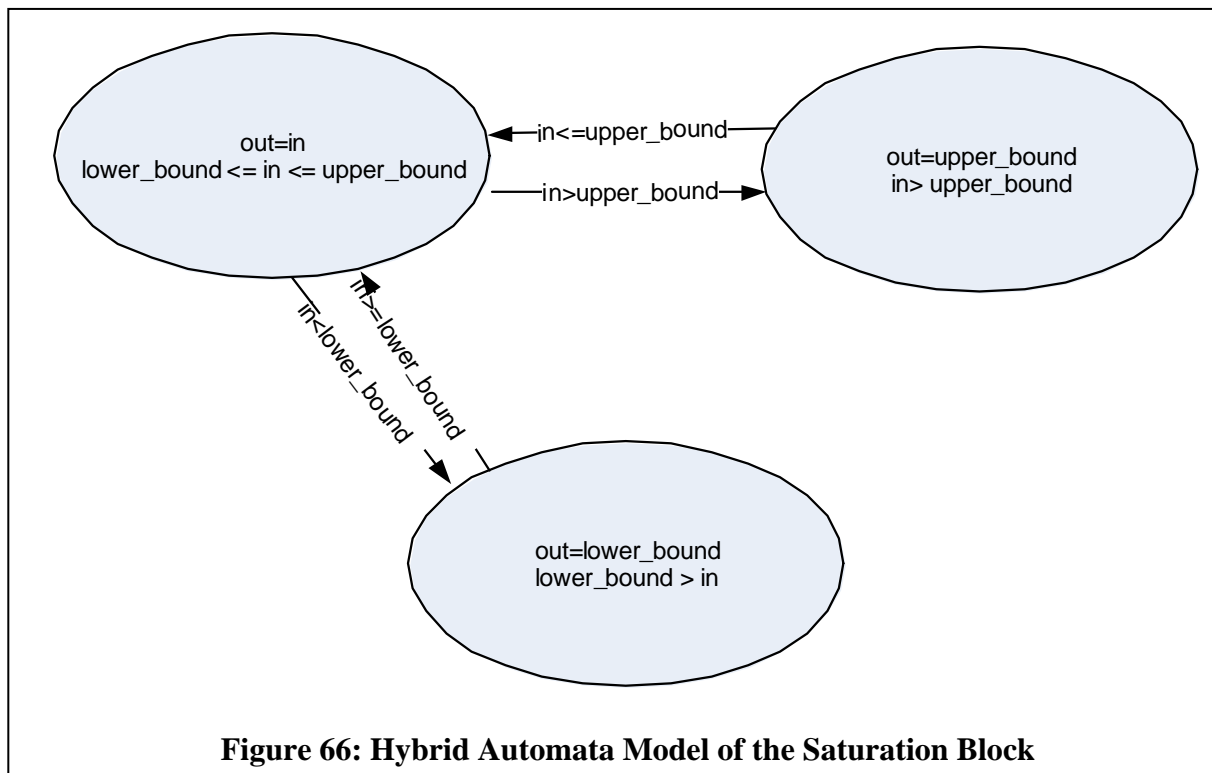 out=in
lower_bound <= in <= upper_bound
in<=upper_bound
in>upper_bound
out=upper_bound
in> upper_bound
in<lower_bound
in>=lower_bound
out=lower_bound
lower_bound > in
Figure 66: Hybrid Automata Model of the Saturation Block